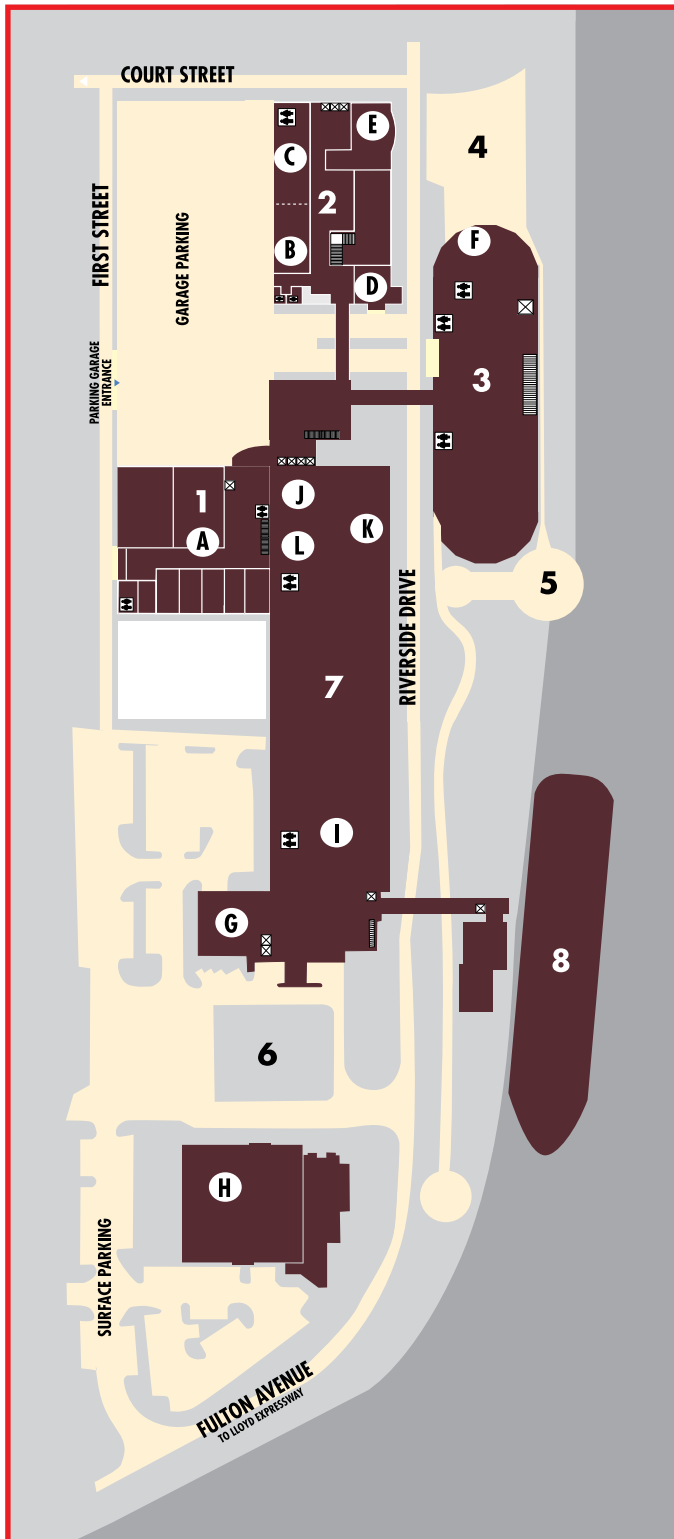 COURT STREET
E
4
C
FIRST STREET
2
GARAGE PARKING
F
B
D
PARKING GARAGE
ENTRANCE
3
J
1
K
A
L
5
RIVERSIDE DRIVE
7
I
G
8
6
H
SURFACE PARKING
FULTON AVENUE
TO LLOYD EXPRESSWAY